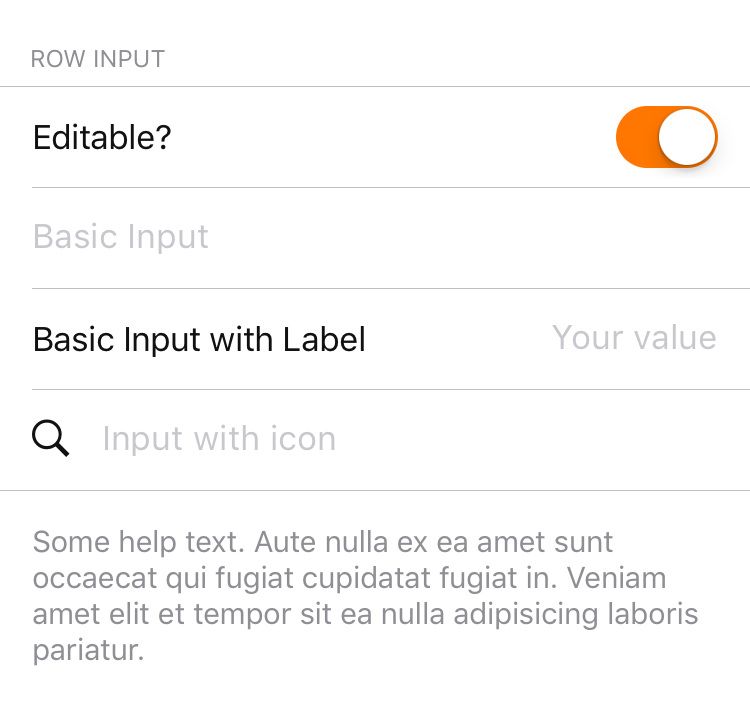 ROW INPUT
Editable?
Basic Input
Basic Input with Label Your value
Input with icon
Some help text. Aute nulla ex ea amet sunt
occaecat qui fugiat cupidatat fugiat in. Veniam
amet elit et tempor sit ea nulla adipisicing laboris
pariatur.